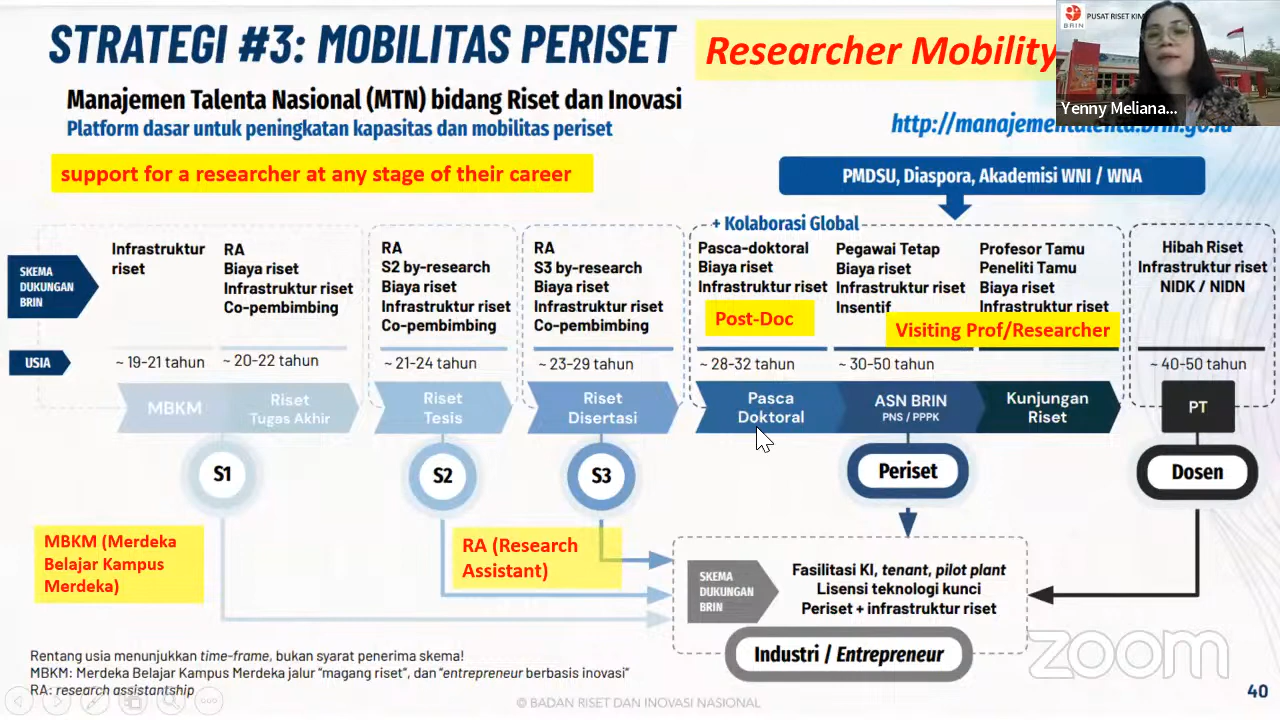 STRATEGI #3: MOBILITAS PERISET
Researcher Mobility
BRIN
PUSAT RISET KIM
Yenny Meliana...
Manajemen Talenta Nasional (MTN) bidang Riset dan Inovasi
Platform dasar untuk peningkatan kapasitas dan mobilitas periset
http://manajementalenta.brin.go.id
support for a researcher at any stage of their career
PMDSU, Diaspora, Akademisi WNI / WNA
+ Kolaborasi Global
SKEMA
DUKUNGAN
BRIN
Infrastruktur
riset
RA
Biaya riset
Infrastruktur riset
Co-pembimbing
RA
S2 by-research
Biaya riset
Infrastruktur riset
Co-pembimbing
RA
S3 by-research
Biaya riset
Infrastruktur riset
Co-pembimbing
Pasca-doktoral
Biaya riset
Infrastruktur riset
Post-Doc
Pegawai Tetap
Biaya riset
Infrastruktur riset
Insentif
Profesor Tamu
Peneliti Tamu
Biaya riset
Infrastruktur riset
Visiting Prof/Researcher
Hibah Riset
Infrastruktur riset
NIDK / NIDN
USIA
~ 19-21 tahun
~ 20-22 tahun
~ 21-24 tahun
~ 23-29 tahun
~ 28-32 tahun
~ 30-50 tahun
~ 40-50 tahun
MBKM
Riset
Tugas Akhir
Riset
Tesis
Riset
Disertasi
Pasca
Doktoral
ASN BRIN
PNS / PPPK
Kunjungan
Riset
PT
S1
S2
S3
Periset
Dosen
MBKM (Merdeka
Belajar Kampus
Merdeka)
RA (Research
Assistant)
SKEMA
DUKUNGAN
BRIN
Fasilitasi KI, tenant, pilot plant
Lisensi teknologi kunci
Periset + infrastruktur riset
Industri / Entrepreneur
zoom
Rentang usia menunjukkan time-frame, bukan syarat penerima skema!
MBKM: Merdeka Belajar Kampus Merdeka jalur "magang riset", dan "entrepreneur berbasis inovasi"
RA: research assistantship
© BADAN RISET DAN INOVASI NASIONAL
40